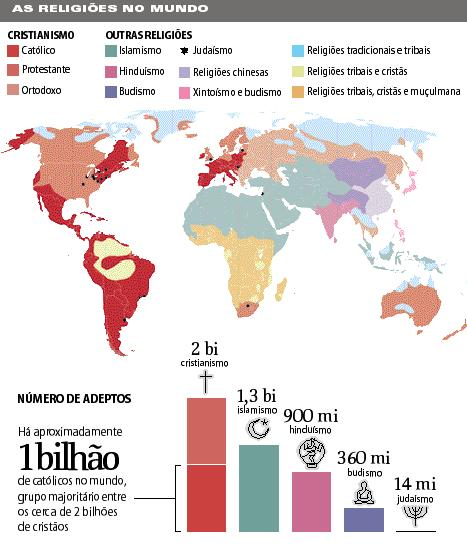 AS RELIGIÕES NO MUNDO
CRISTIANISMO
Católico
Protestante
Ortodoxo
OUTRAS RELIGIÕES
Islamismo
Hinduísmo
Budismo
Judaísmo
Religiões chinesas
Xintoísmo e budismo
Religiões tradicionais e tribais
Religiões tribais e cristãs
Religiões tribais, cristãs e muçulmana
NÚMERO DE ADEPTOS
Há aproximadamente
1 bilhão
de católicos no mundo,
grupo majoritário entre
os cerca de 2 bilhões
de cristãos
2 bi
cristianismo
1,3 bi
islamismo
900 mi
hinduísmo
360 mi
budismo
14 mi
judaísmo